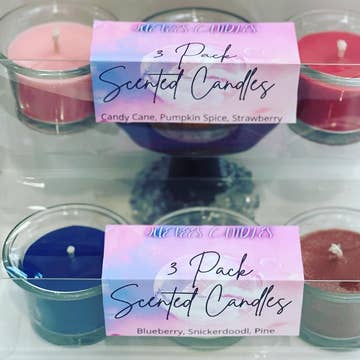 3 Pack
Scented Candles
Candy Cane, Pumpkin Spice, Strawberry
3 Pack
Scented Candles
Blueberry, Snickerdoodl, Pine